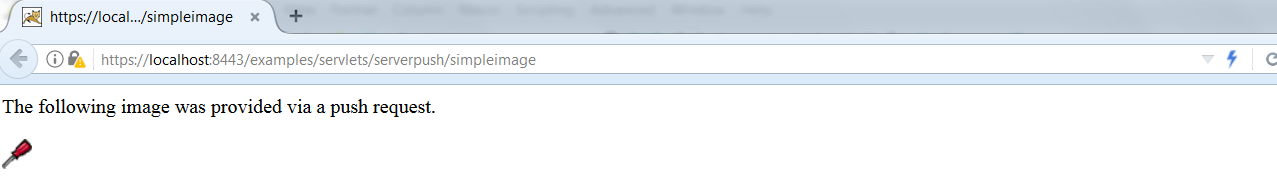 https://local.../simpleimage
https://localhost:8443/examples/servlets/serverpush/simpleimage
The following image was provided via a push request.